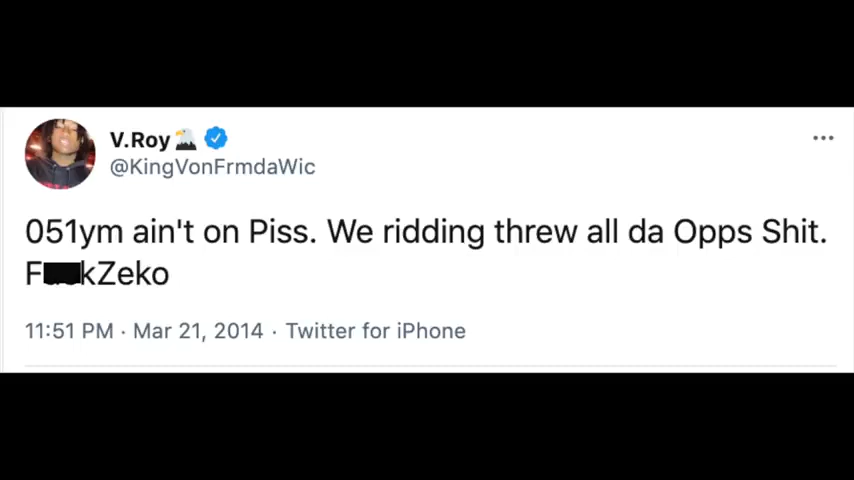 V.Roy
@KingVonFrmdaWic
051ym ain't on Piss. We ridding threw all da Opps Shit.
F kZeko
11:51 PM · Mar 21, 2014 · Twitter for iPhone